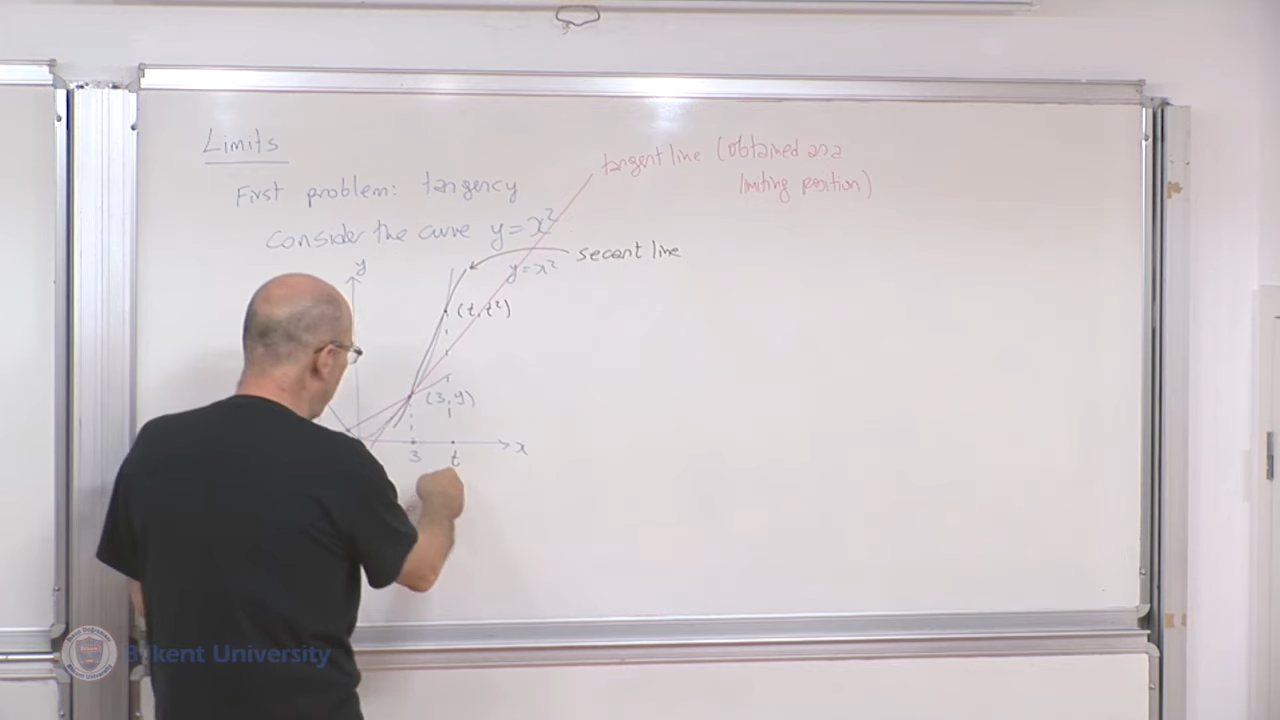 Limits
First problem: tangency
Consider the curve y = x²
tangent line (obtained as a
limiting position)
secant line
y
y = x²
(t, t²)
(3, 9)
3
t
x
Bilkent University